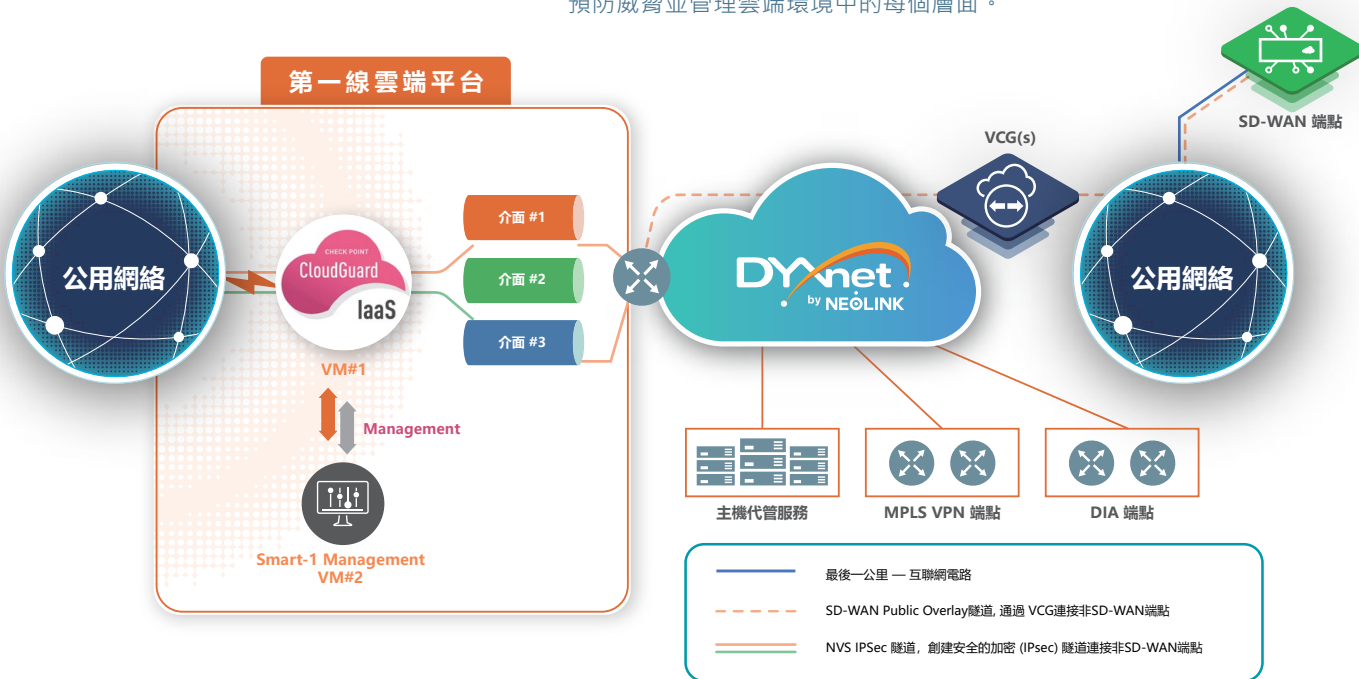 預防威脅並管理雲端環境中的每個層面。
第一線雲端平台
SD-WAN 端點
VCG(s)
公用網絡
CHECK POINT
CloudGuard
IaaS
VM#1
介面 #1
介面 #2
介面 #3
DYXnet
by NEOLINK
公用網絡
Management
Smart-1 Management
VM#2
主機代管服務
MPLS VPN 端點
DIA 端點
最後一公里 — 互聯網電路
SD-WAN Public Overlay隧道, 通過 VCG連接非SD-WAN端點
NVS IPSec 隧道，創建安全的加密 (IPsec) 隧道連接非SD-WAN端點